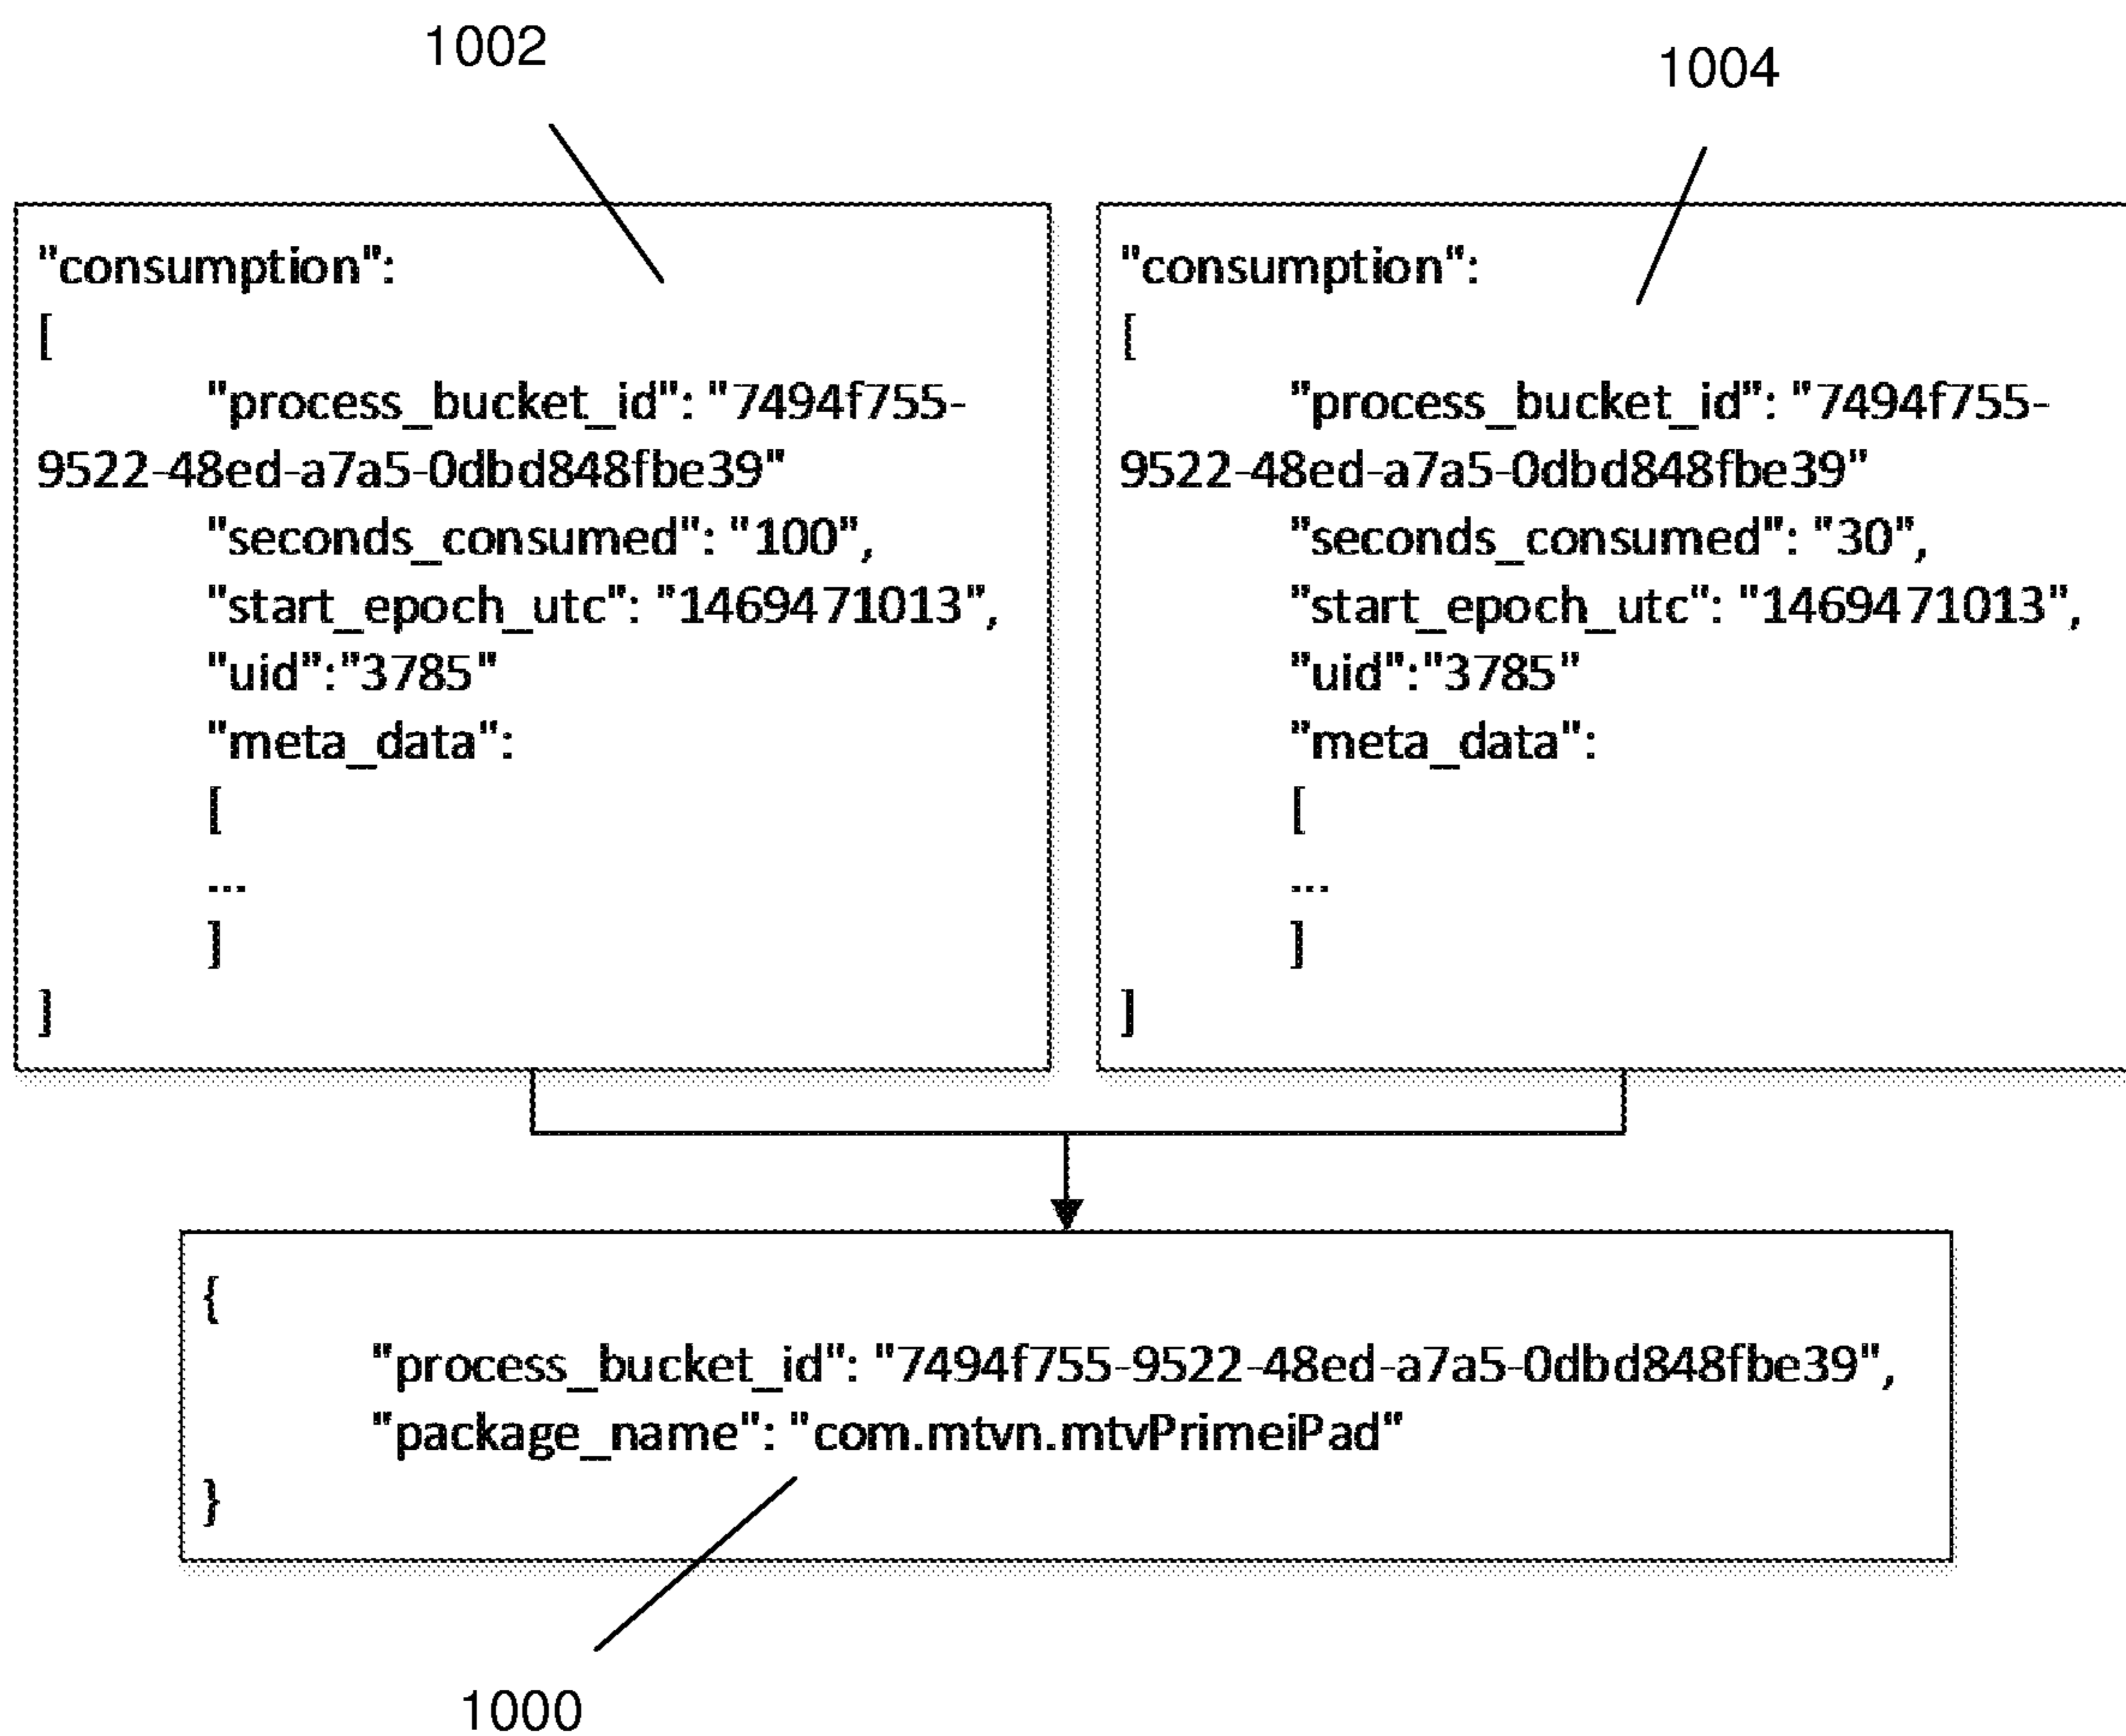 1002
1004
"consumption":
[
"process_bucket_id": "7494f755-
9522-48ed-a7a5-0dbd848fbe39"
"seconds_consumed": "100",
"start_epoch_utc": "1469471013",
"uid":"3785"
"meta_data":
[
...
]
]
"consumption":
[
"process_bucket_id": "7494f755-
9522-48ed-a7a5-0dbd848fbe39"
"seconds_consumed": "30",
"start_epoch_utc": "1469471013",
"uid":"3785"
"meta_data":
[
...
]
]
{
"process_bucket_id": "7494f755-9522-48ed-a7a5-0dbd848fbe39",
"package_name": "com.mtvn.mtvPrimeiPad"
}
1000